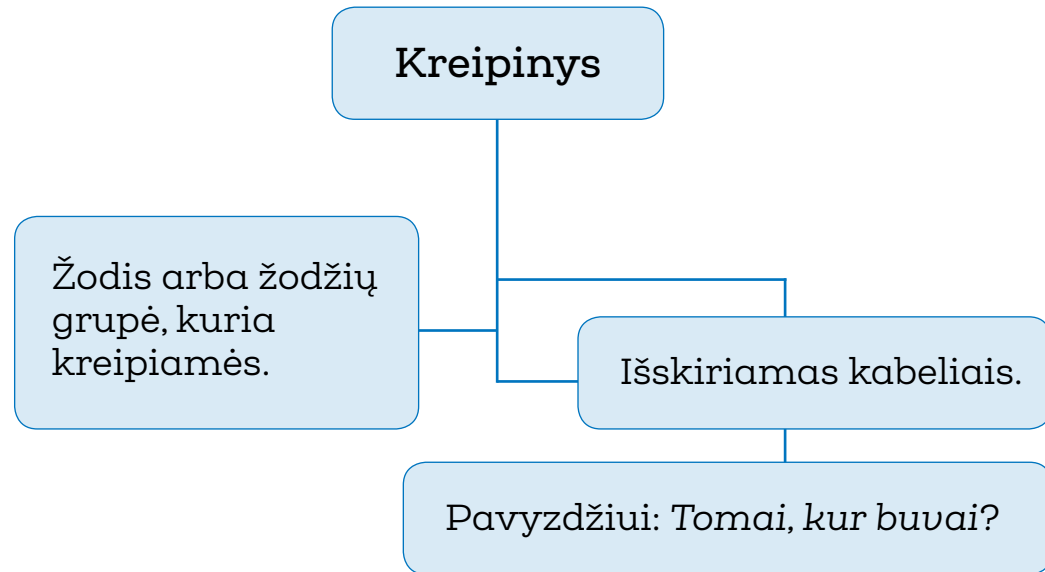 Kreipinys
Žodis arba žodžių
grupė, kuria
kreipiamės.
Išskiriamas kabeliais.
Pavyzdžiui: Tomai, kur buvai?